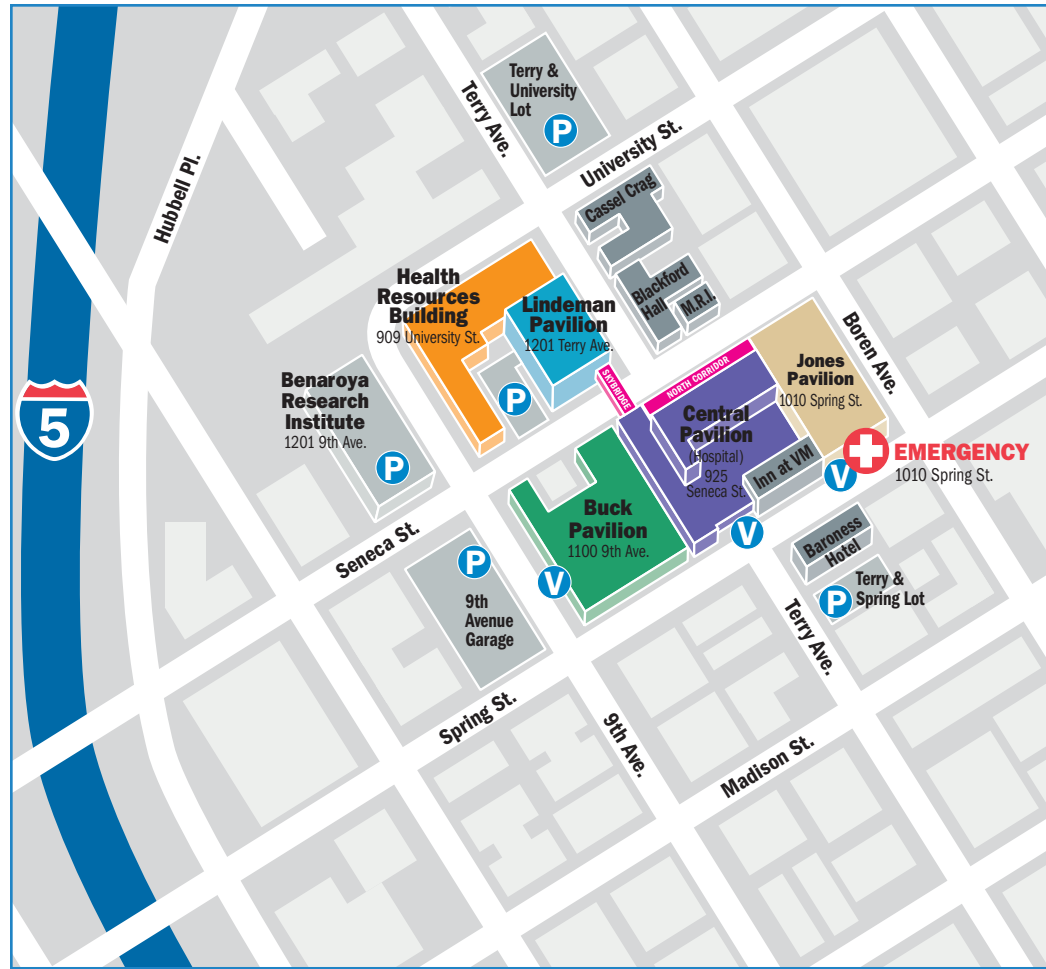 Terry &
University
Lot
P
Terry Ave.
University St.
Hubbell Pl.
Cassel Crag
Blackford
Hall
M.R.I.
Health
Resources
Building
909 University St.
Lindeman
Pavilion
1201 Terry Ave.
P
SKYBRIDGE
NORTH CORRIDOR
Jones
Pavilion
1010 Spring St.
Boren Ave.
Benaroya
Research
Institute
1201 9th Ave.
P
5
Central
Pavilion
(Hospital)
925
Seneca St.
Inn at VM
EMERGENCY
1010 Spring St.
V
V
Buck
Pavilion
1100 9th Ave.
V
Seneca St.
P
9th
Avenue
Garage
Baroness
Hotel
Terry &
Spring Lot
P
Terry Ave.
Spring St.
9th Ave.
Madison St.